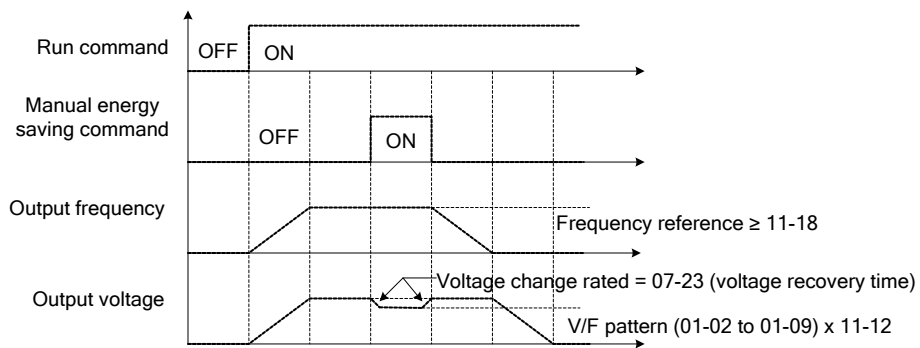 Run command
OFF
ON
Manual energy
saving command
OFF
ON
Output frequency
Frequency reference ≥ 11-18
Voltage change rated = 07-23 (voltage recovery time)
Output voltage
V/F pattern (01-02 to 01-09) x 11-12